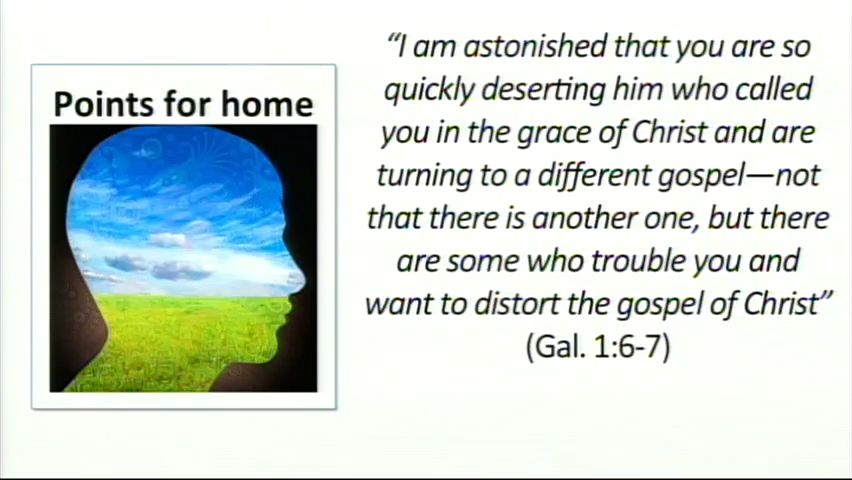 Points for home
“I am astonished that you are so
quickly deserting him who called
you in the grace of Christ and are
turning to a different gospel—not
that there is another one, but there
are some who trouble you and
want to distort the gospel of Christ”
(Gal. 1:6-7)